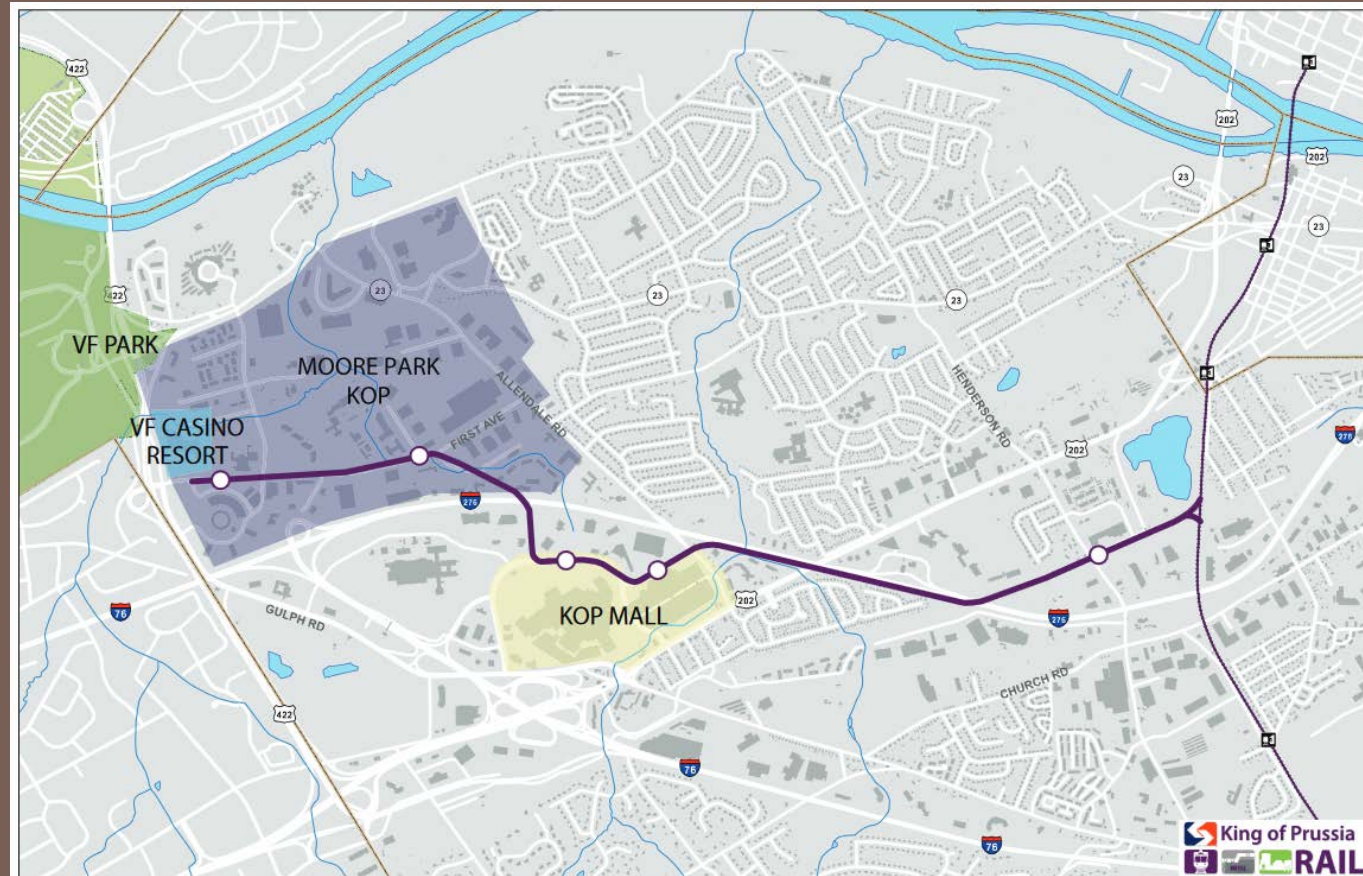 422
202
202
23
23
422
23
23
23
VF PARK
MOORE PARK
KOP
ALLENDALE RD
HENDERSON RD
VF CASINO
RESORT
FIRST AVE
276
202
276
KOP MALL
202
276
76
GULPH RD
CHURCH RD
422
76
76
King of Prussia
RAIL